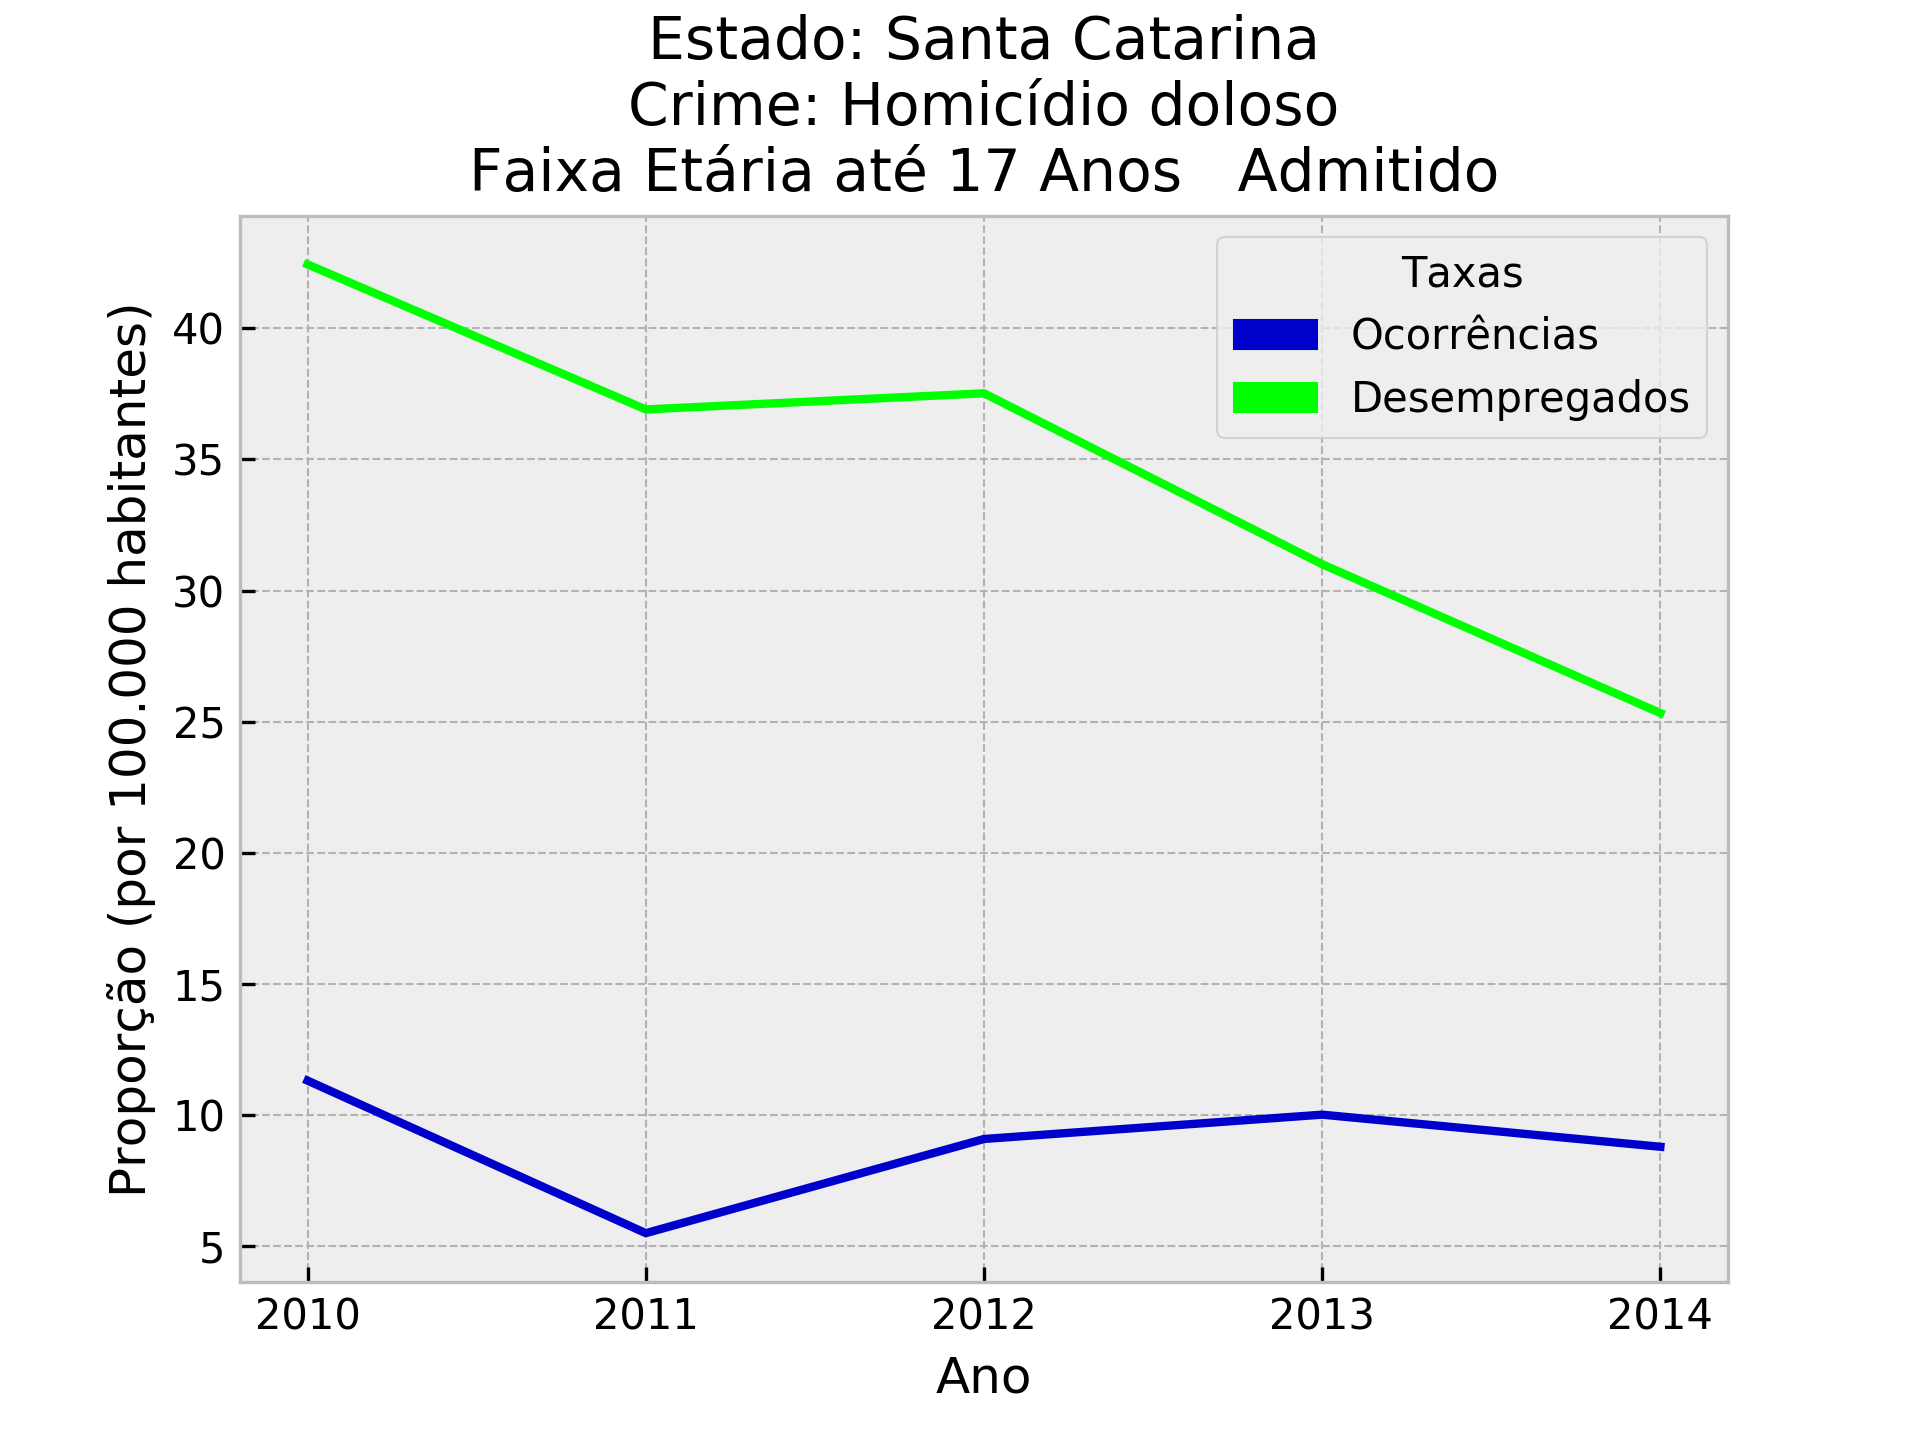 Estado: Santa Catarina
Crime: Homicídio doloso
Faixa Etária até 17 Anos   Admitido
Taxas
Ocorrências
Desempregados
Proporção (por 100.000 habitantes)
40
35
30
25
20
15
10
5
2010 2011 2012 2013 2014
Ano